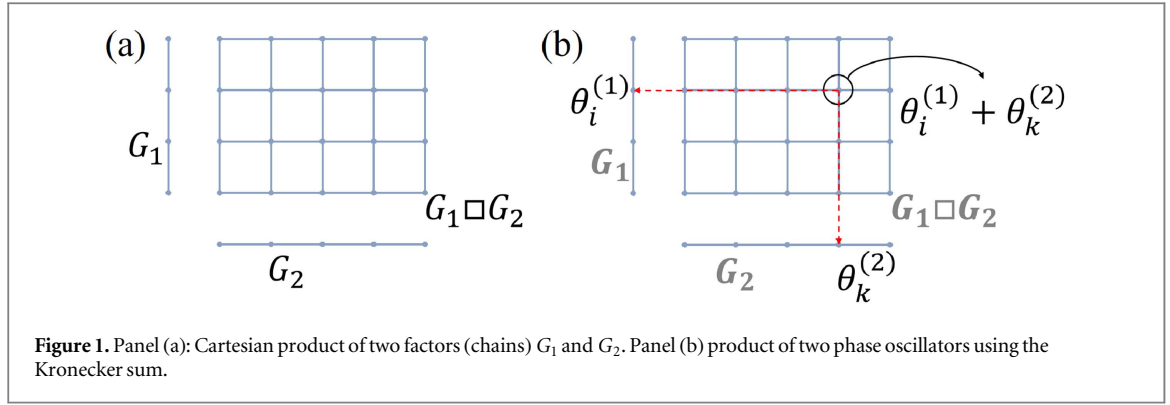 (a)
G₁
G₁□G₂
G₂
(b)
θᵢ⁽¹⁾
θᵢ⁽¹⁾ + θₖ⁽²⁾
G₁
G₁□G₂
G₂
θₖ⁽²⁾
Figure 1. Panel (a): Cartesian product of two factors (chains) G₁ and G₂. Panel (b) product of two phase oscillators using the
Kronecker sum.